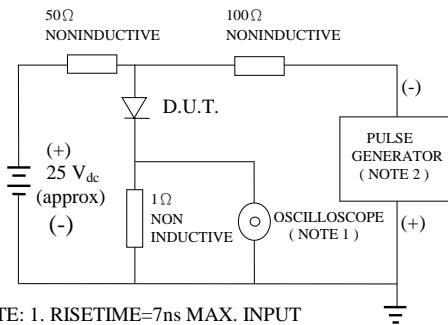 50Ω
NONINDUCTIVE
100Ω
NONINDUCTIVE
(-)
D.U.T.
PULSE
GENERATOR
( NOTE 2 )
(+)
25 Vdc
(approx)
(-)
1Ω
NON
INDUCTIVE
OSCILLOSCOPE
( NOTE 1 )
(+)
TE: 1. RISETIME=7ns MAX. INPUT